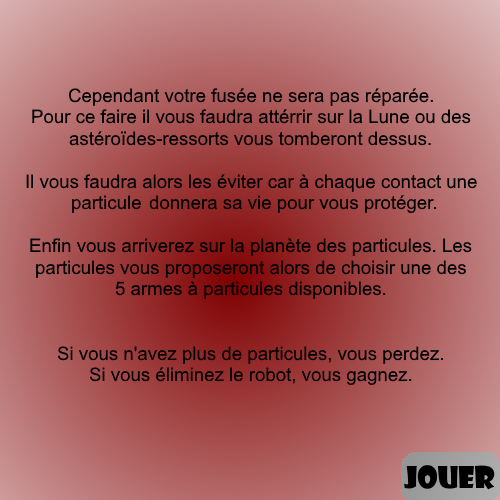 Cependant votre fusée ne sera pas réparée.
Pour ce faire il vous faudra attérrir sur la Lune ou des
astéroïdes-ressorts vous tomberont dessus.
Il vous faudra alors les éviter car à chaque contact une
particule donnera sa vie pour vous protéger.
Enfin vous arriverez sur la planète des particules. Les
particules vous proposeront alors de choisir une des
5 armes à particules disponibles.
Si vous n'avez plus de particules, vous perdez.
Si vous éliminez le robot, vous gagnez.
JOUER